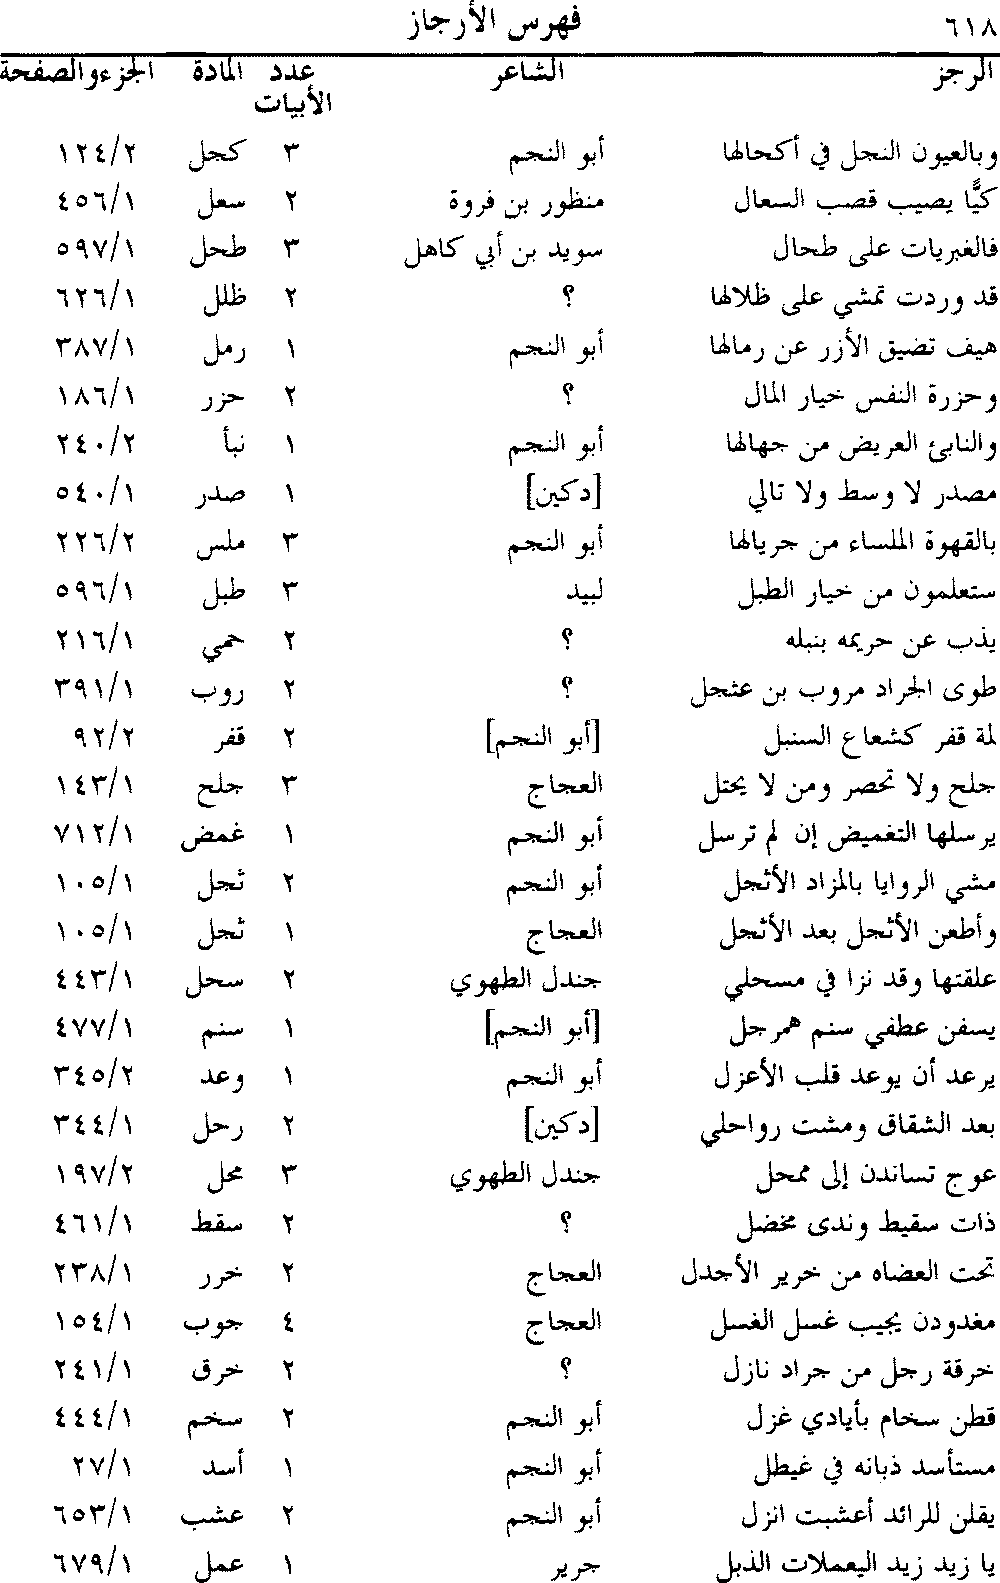 ٦١٨ فهرس الأرجاز
الرجز الشاعر عدد المادة الجزء والصفحة
الأبيات
وبالعيون النجل في أكحالها أبو النجم ٣ كحل ١٢٤/٢
كيًّا يصيب قصب السعال منظور بن فروة ٢ سعل ٤٥٦/١
فالغبريات على طحال سويد بن أبي كاهل ٣ طحل ٥٩٧/١
قد وردت تمشي على ظلالها ؟ ٢ ظلل ٦٢٦/١
هيف تضيق الأزر عن رمالها أبو النجم ١ رمل ٣٨٧/١
وحزرة النفس خيار المال ؟ ٢ حزر ١٨٦/١
والنابئ العريض من جهالها أبو النجم ١ نبأ ٢٤٠/٢
مصدر لا وسط ولا تالي [دكين] ١ صدر ٥٤٠/١
بالقهوة الملساء من جريالها أبو النجم ٣ ملس ٢٢٦/٢
ستعلمون من خيار الطبل لبيد ٣ طبل ٥٩٦/١
يذب عن حريمه بنبله ؟ ٢ حمي ٢١٦/١
طوى الجراد مروب بن عثجل ؟ ٢ روب ٣٩١/١
لمة قفر كشعاع السنبل [أبو النجم] ٢ قفر ٩٢/٢
جلح ولا تحصر ومن لا يحتل العجاج ٣ جلح ١٤٣/١
يرسلها التغميض إن لم ترسل أبو النجم ١ غمض ٧١٢/١
مشي الروايا بالمزاد الأثجل أبو النجم ٢ ثجل ١٠٥/١
وأطعن الأثجل بعد الأثجل العجاج ١ ثجل ١٠٥/١
علقتها وقد نزا في مسحلي جندل الطهوي ٢ سحل ٤٤٣/١
يسفن عطفي سنم همرجل [أبو النجم] ١ سنم ٤٧٧/١
يرعد أن يوعد قلب الأعزل أبو النجم ١ وعد ٣٤٥/٢
بعد الشقاق ومشت رواحلي [دكين] ٢ رحل ٣٤٤/١
عوج تساندن إلى ممحل جندل الطهوي ٣ محل ١٩٧/٢
ذات سقيط وندى مخضل ؟ ٢ سقط ٤٦١/١
تحت العضاه من خرير الأجدل العجاج ٢ خرر ٢٣٨/١
مغدودن يجيب غسل الغسل العجاج ٤ جوب ١٥٤/١
خرقة رجل من جراد نازل ؟ ٢ خرق ٢٤١/١
قطن سخام بأيادي غزل أبو النجم ٢ سخم ٤٤٤/١
مستأسد ذبانه في غيطل أبو النجم ١ أسد ٢٧/١
يقلن للرائد أعشبت انزل أبو النجم ٢ عشب ٦٥٣/١
يا زيد زيد اليعملات الذبل جرير ١ عمل ٦٧٩/١